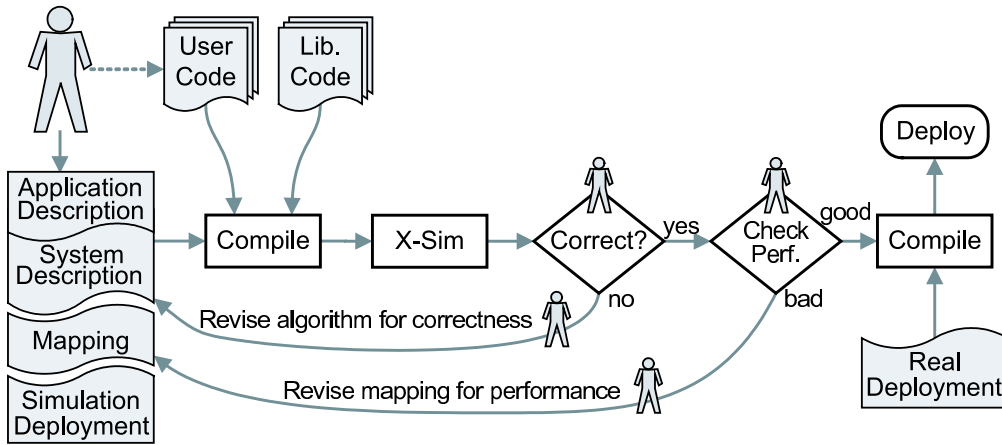 User
Code
Lib.
Code
Deploy
Application
Description
System
Description
Mapping
Simulation
Deployment
Compile
X-Sim
Correct?
yes
no
Check
Perf.
good
bad
Compile
Real
Deployment
Revise algorithm for correctness
Revise mapping for performance